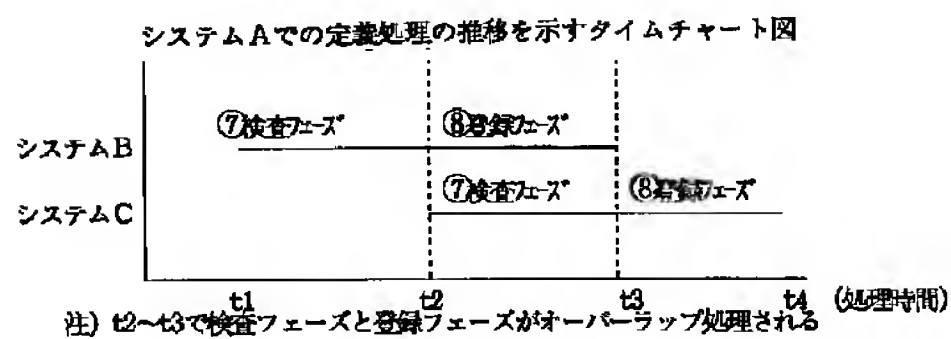 システムAでの定義処理の推移を示すタイムチャート図
⑦検査フェーズ ⑧登録フェーズ
システムB
⑦検査フェーズ ⑧登録フェーズ
システムC
t1 t2 t3 t4 (処理時間)
注) t2~t3で検査フェーズと登録フェーズがオーバーラップ処理される